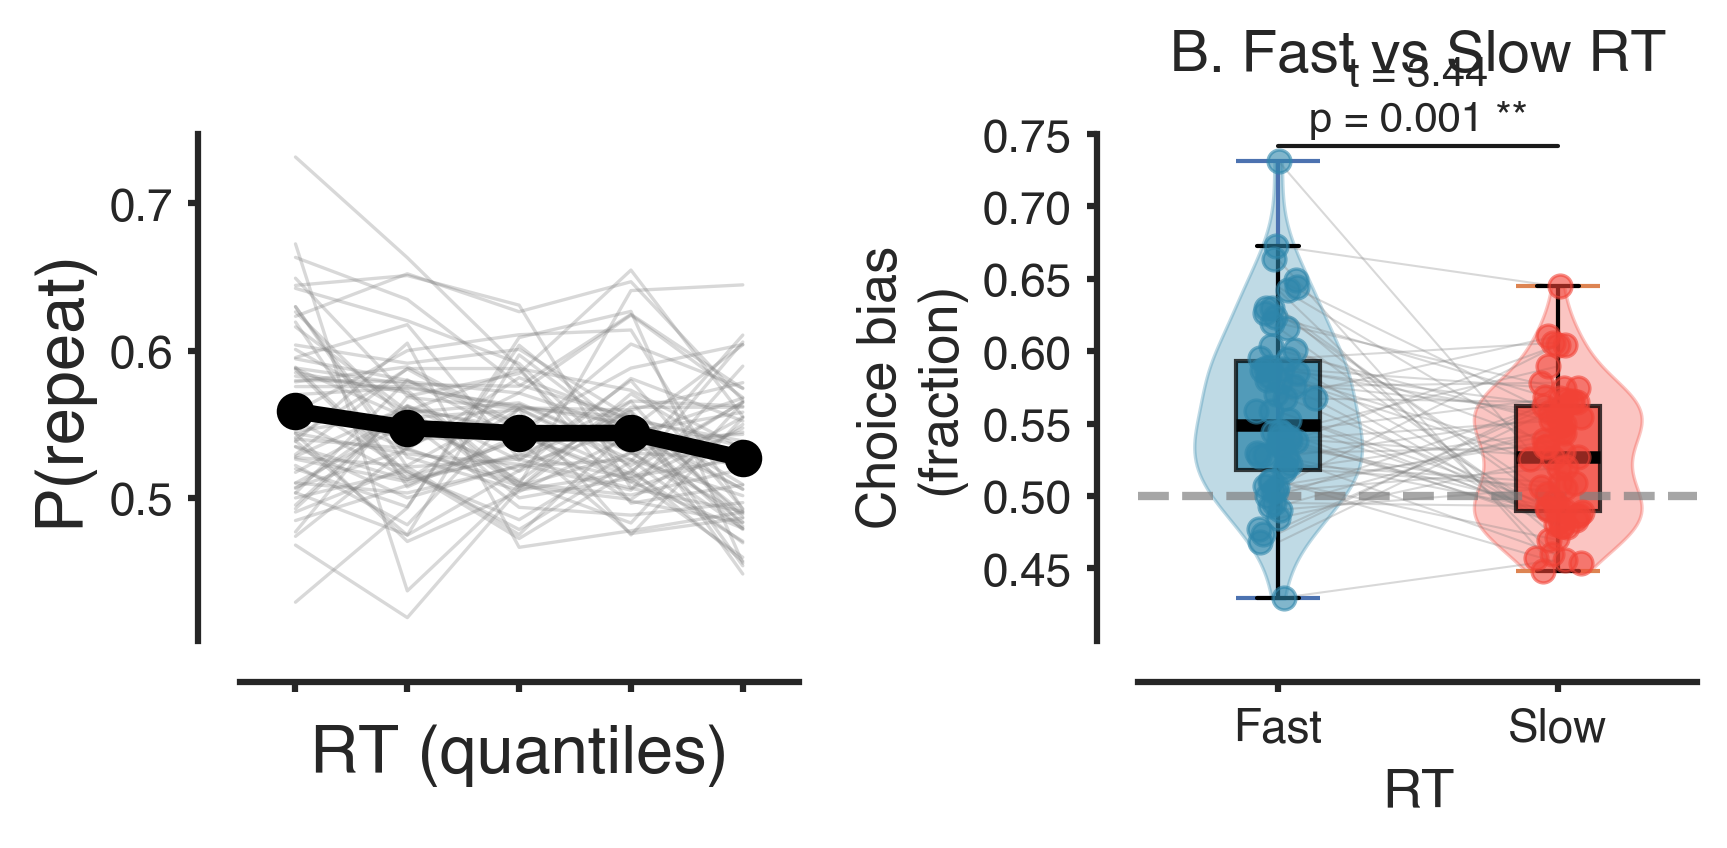 P(repeat)
0.7
0.6
0.5
RT (quantiles)
B. Fast vs Slow RT
t = 3.44
p = 0.001 **
Choice bias
(fraction)
0.75
0.70
0.65
0.60
0.55
0.50
0.45
Fast
Slow
RT